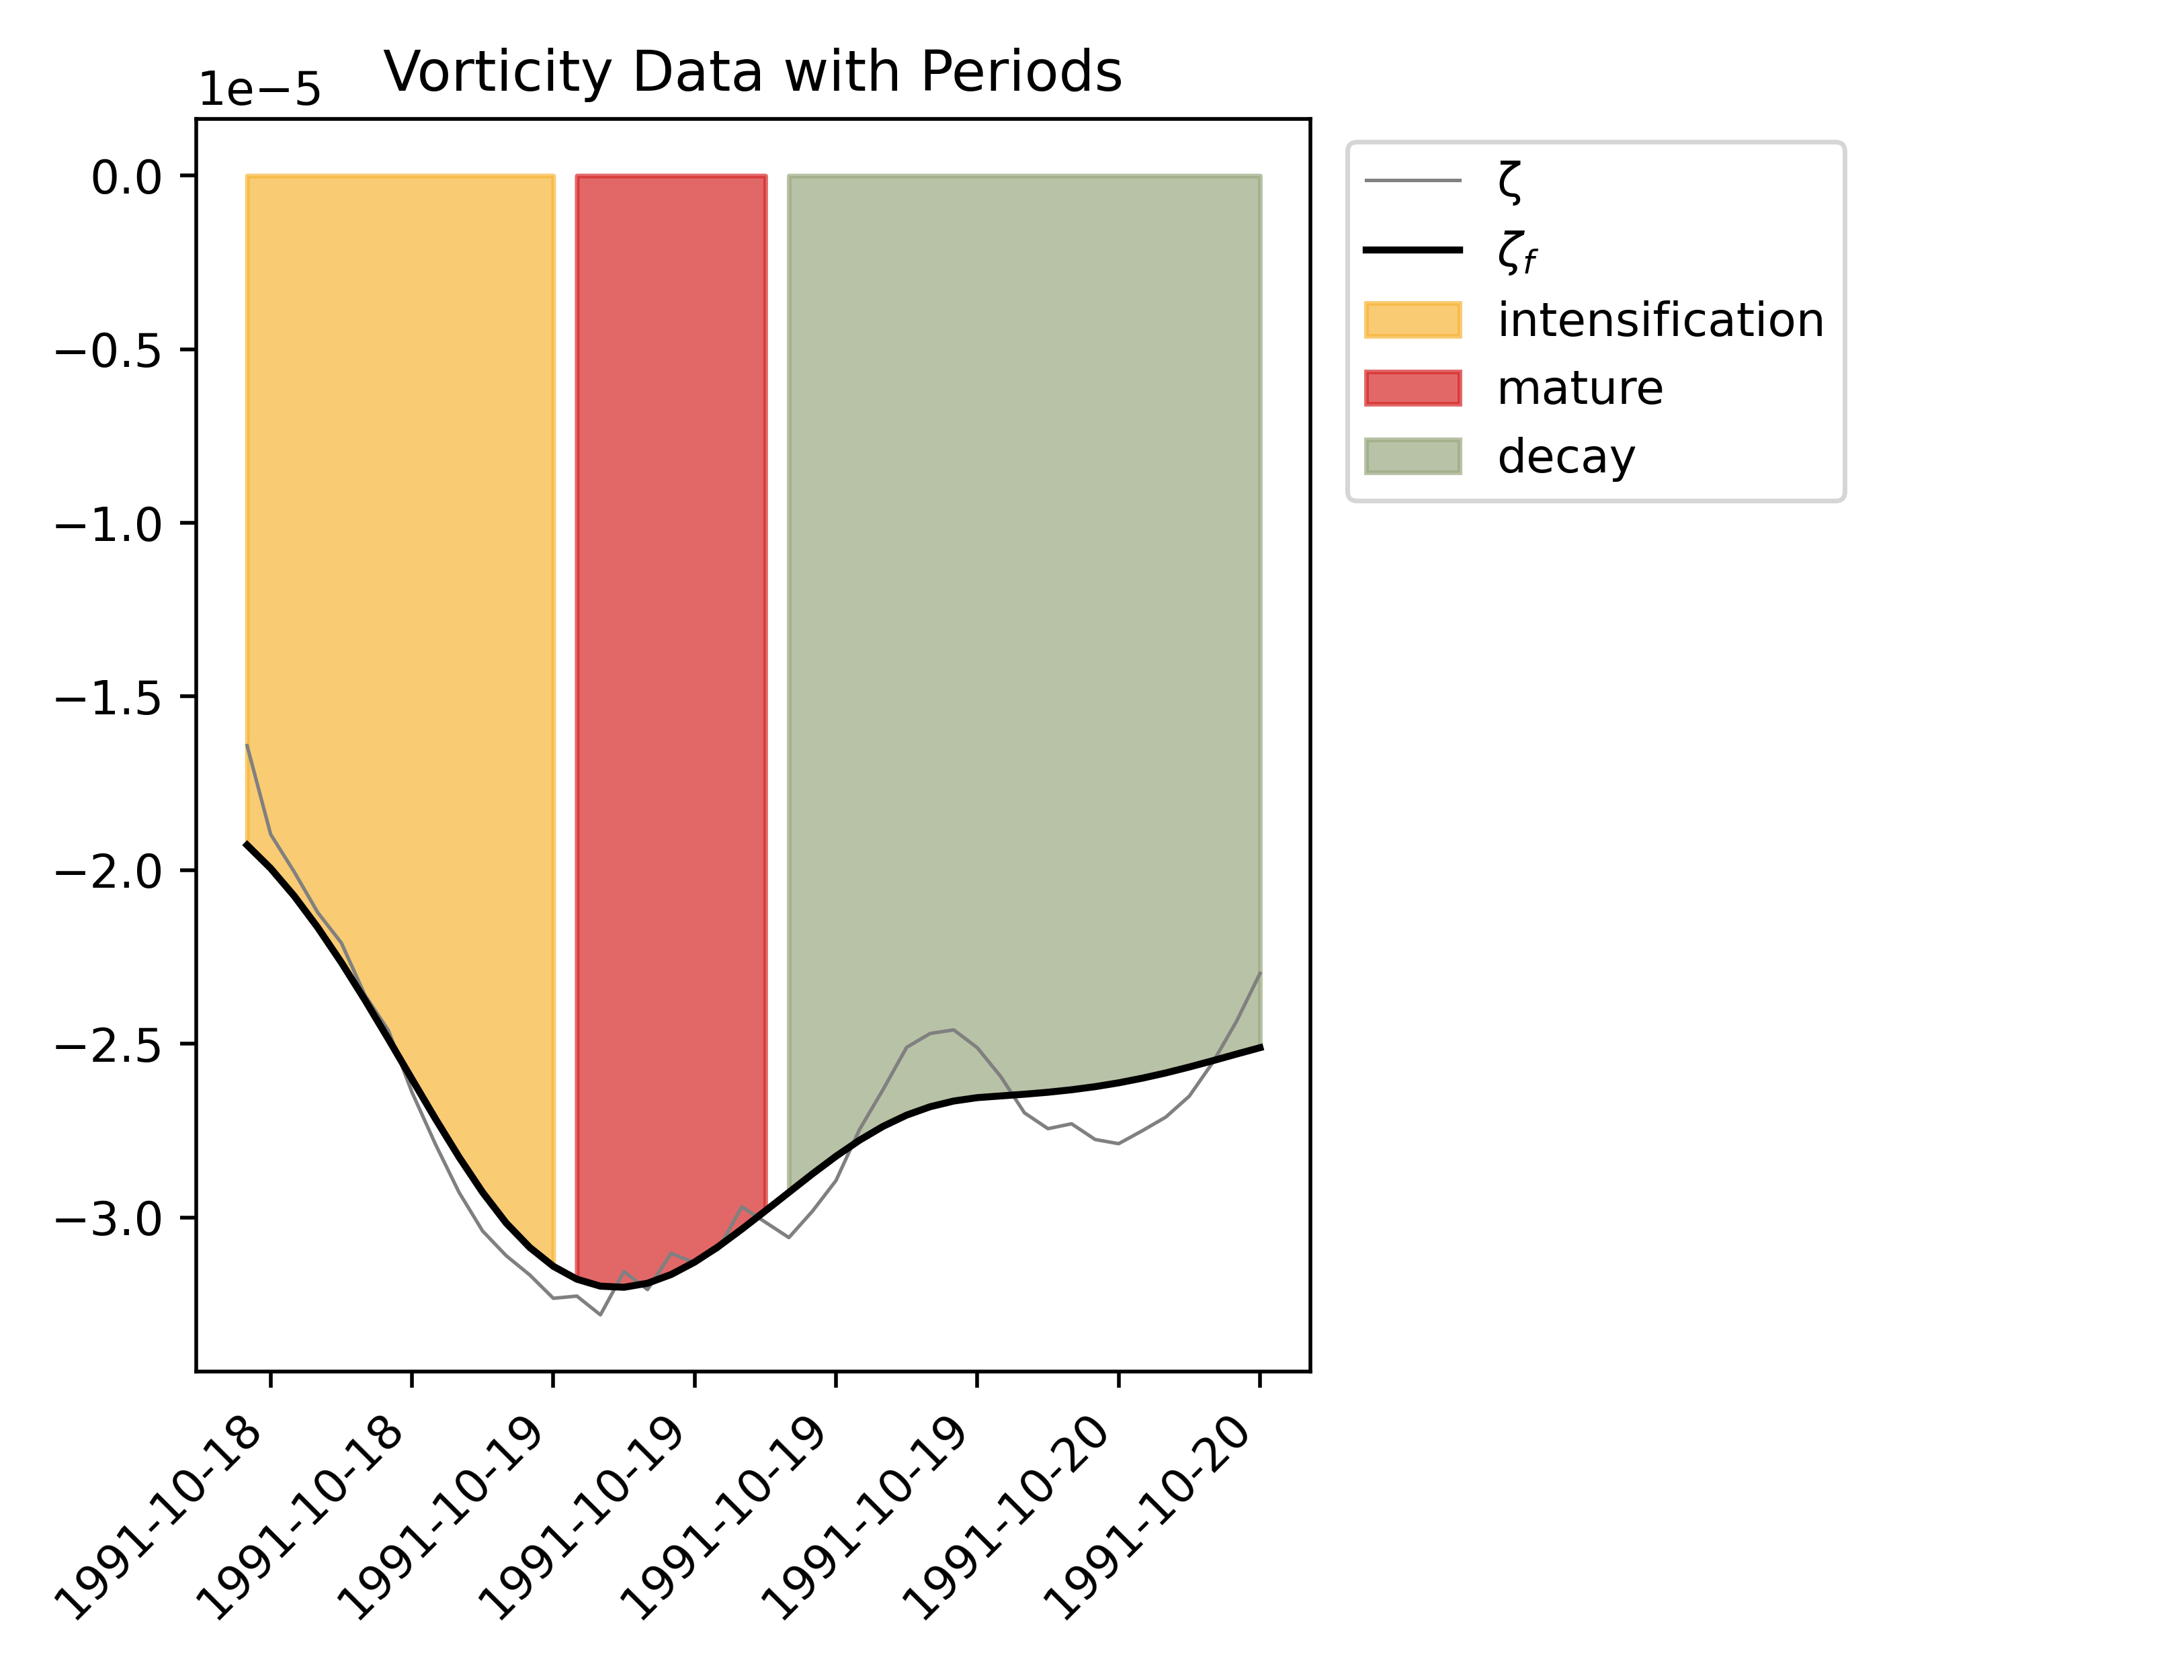 Vorticity Data with Periods
1e−5
0.0
−0.5
−1.0
−1.5
−2.0
−2.5
−3.0
1991-10-18
1991-10-18
1991-10-19
1991-10-19
1991-10-19
1991-10-19
1991-10-20
1991-10-20
ζ
ζf
intensification
mature
decay